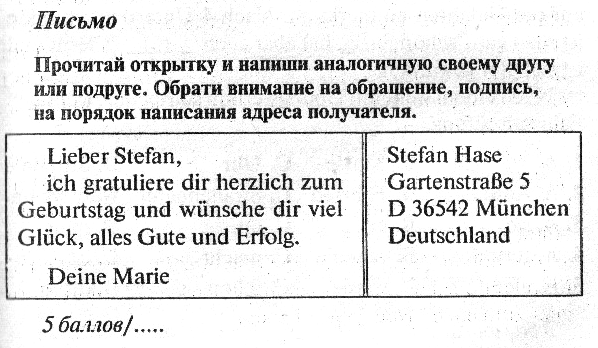 Письмо
Прочитай открытку и напиши аналогичную своему другу
или подруге. Обрати внимание на обращение, подпись,
на порядок написания адреса получателя.
Lieber Stefan,
ich gratuliere dir herzlich zum
Geburtstag und wünsche dir viel
Glück, alles Gute und Erfolg.
Deine Marie
Stefan Hase
Gartenstraße 5
D 36542 München
Deutschland
5 баллов/.....